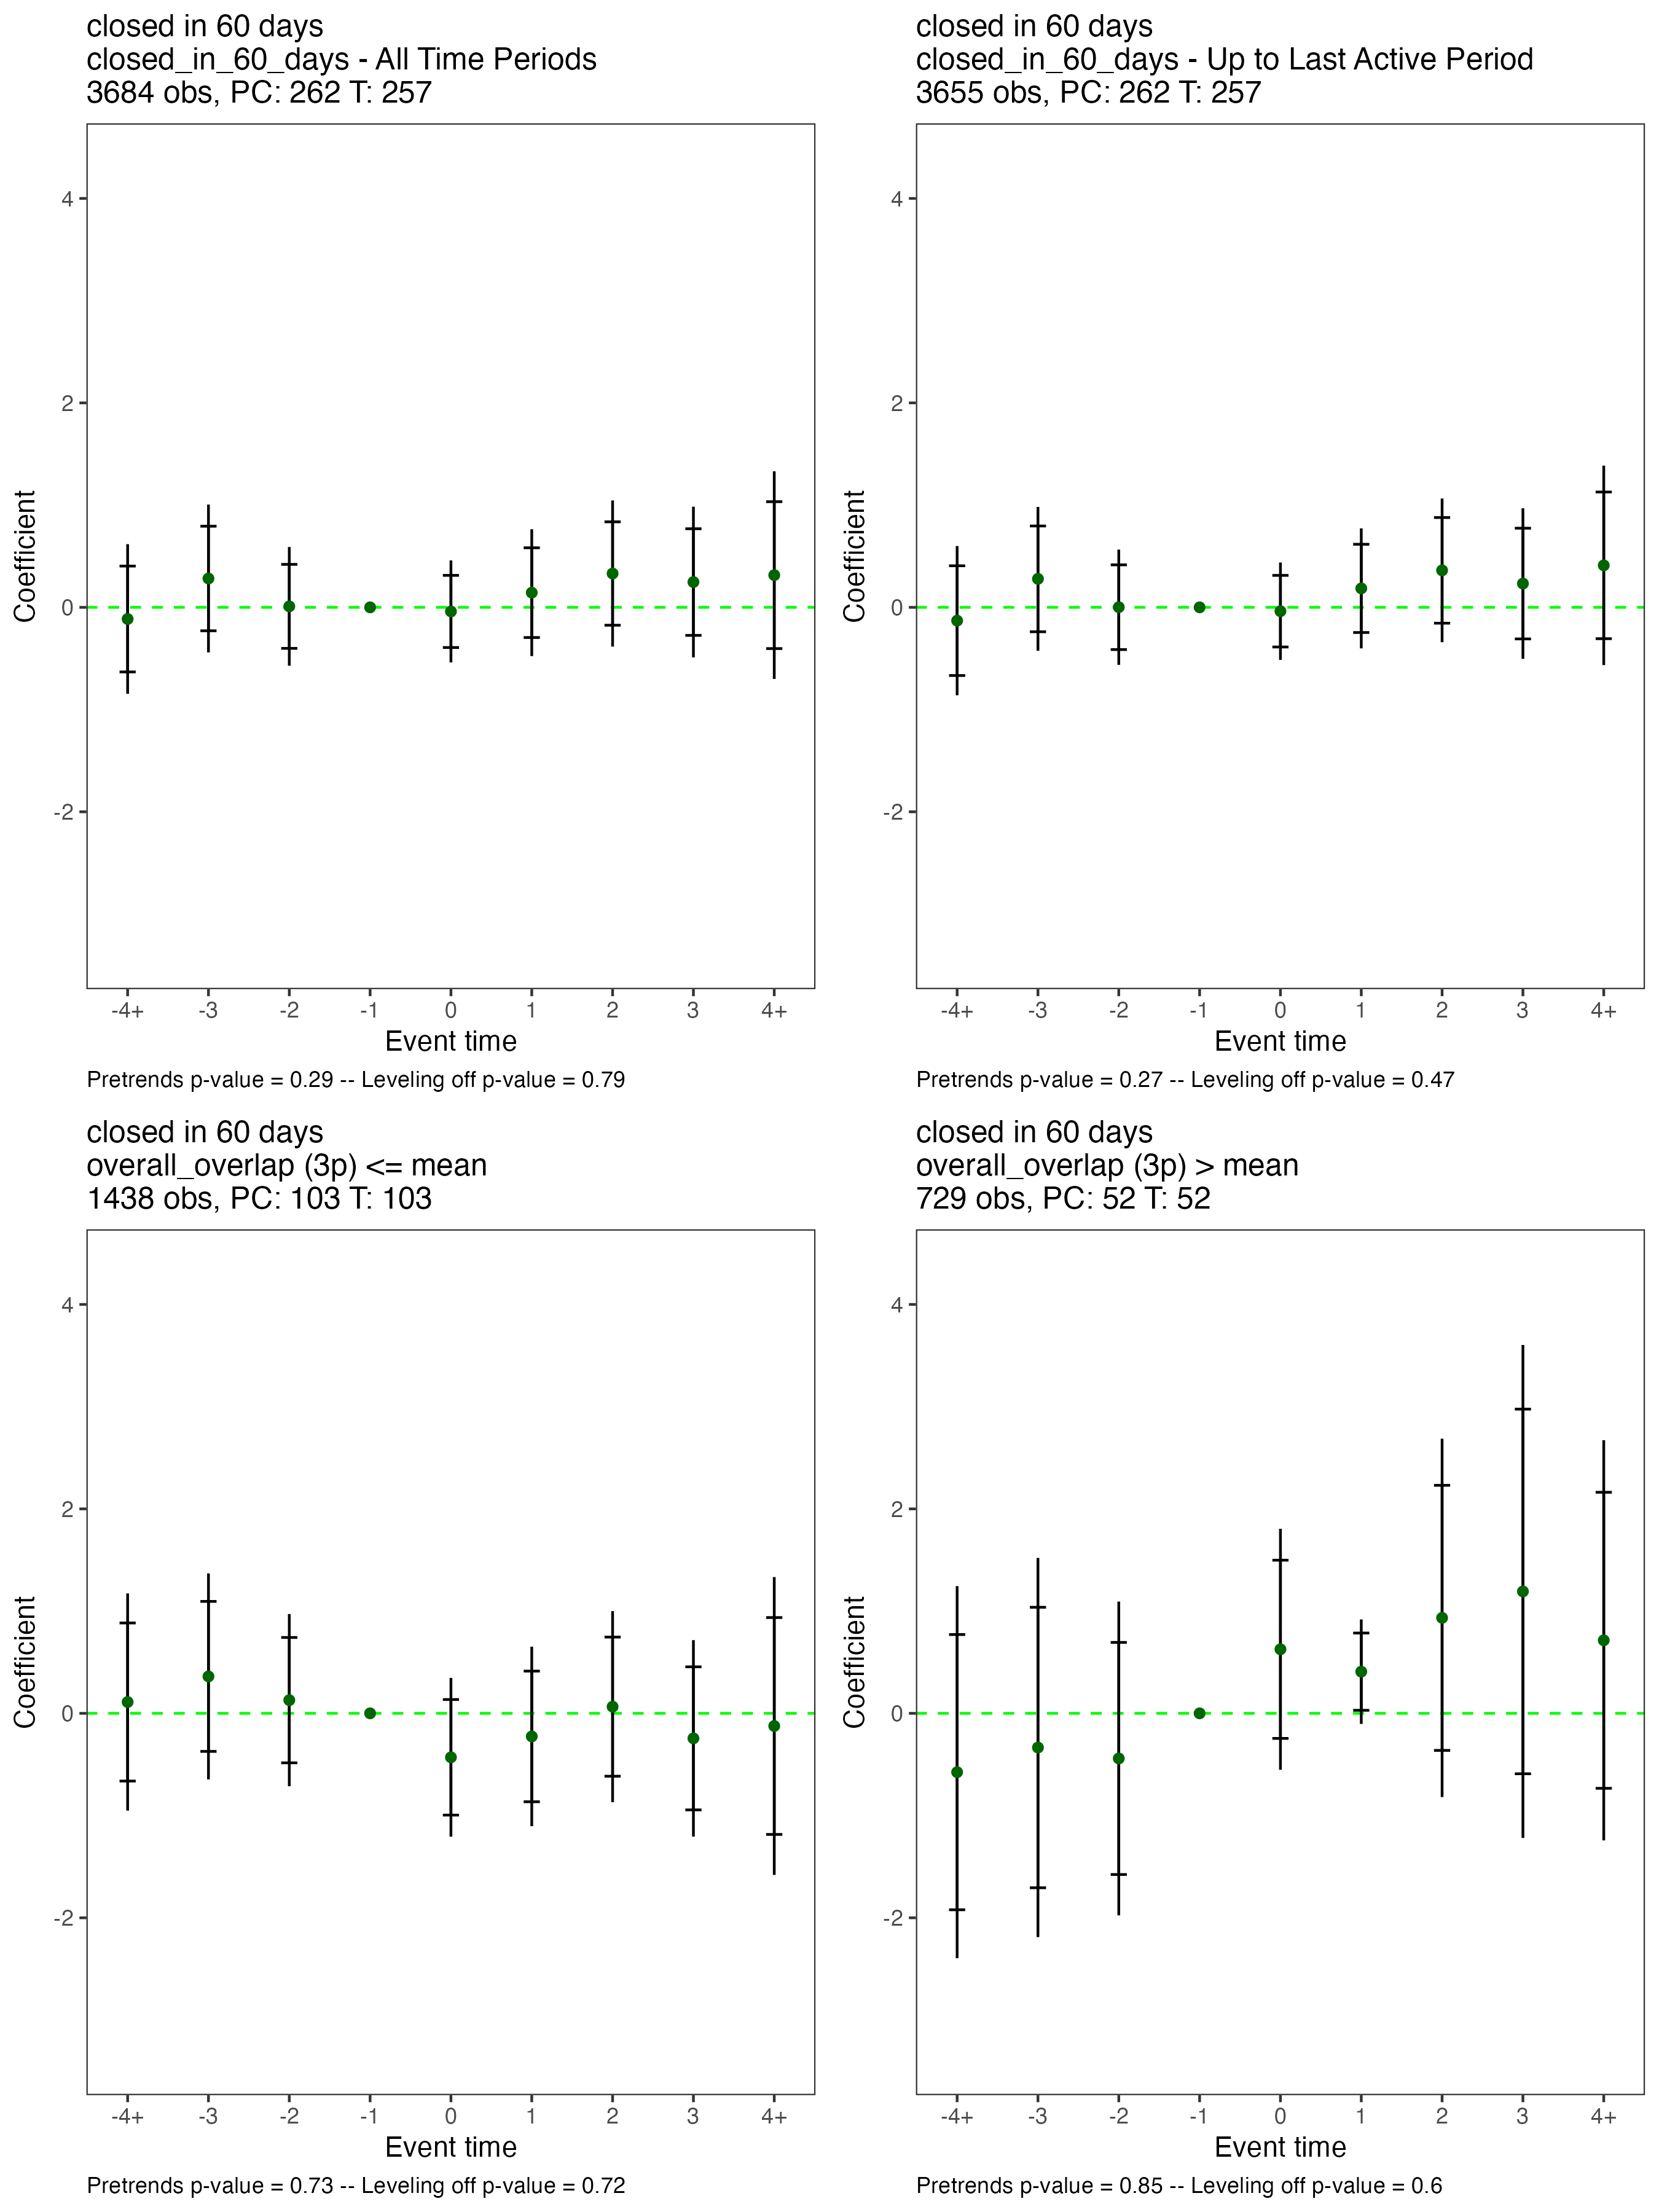 closed in 60 days
closed_in_60_days - All Time Periods
3684 obs, PC: 262 T: 257
4
2
0
-2
Coefficient
-4+ -3 -2 -1 0 1 2 3 4+
Event time
Pretrends p-value = 0.29 -- Leveling off p-value = 0.79
closed in 60 days
closed_in_60_days - Up to Last Active Period
3655 obs, PC: 262 T: 257
4
2
0
-2
Coefficient
-4+ -3 -2 -1 0 1 2 3 4+
Event time
Pretrends p-value = 0.27 -- Leveling off p-value = 0.47
closed in 60 days
overall_overlap (3p) <= mean
1438 obs, PC: 103 T: 103
4
2
0
-2
Coefficient
-4+ -3 -2 -1 0 1 2 3 4+
Event time
Pretrends p-value = 0.73 -- Leveling off p-value = 0.72
closed in 60 days
overall_overlap (3p) > mean
729 obs, PC: 52 T: 52
4
2
0
-2
Coefficient
-4+ -3 -2 -1 0 1 2 3 4+
Event time
Pretrends p-value = 0.85 -- Leveling off p-value = 0.6